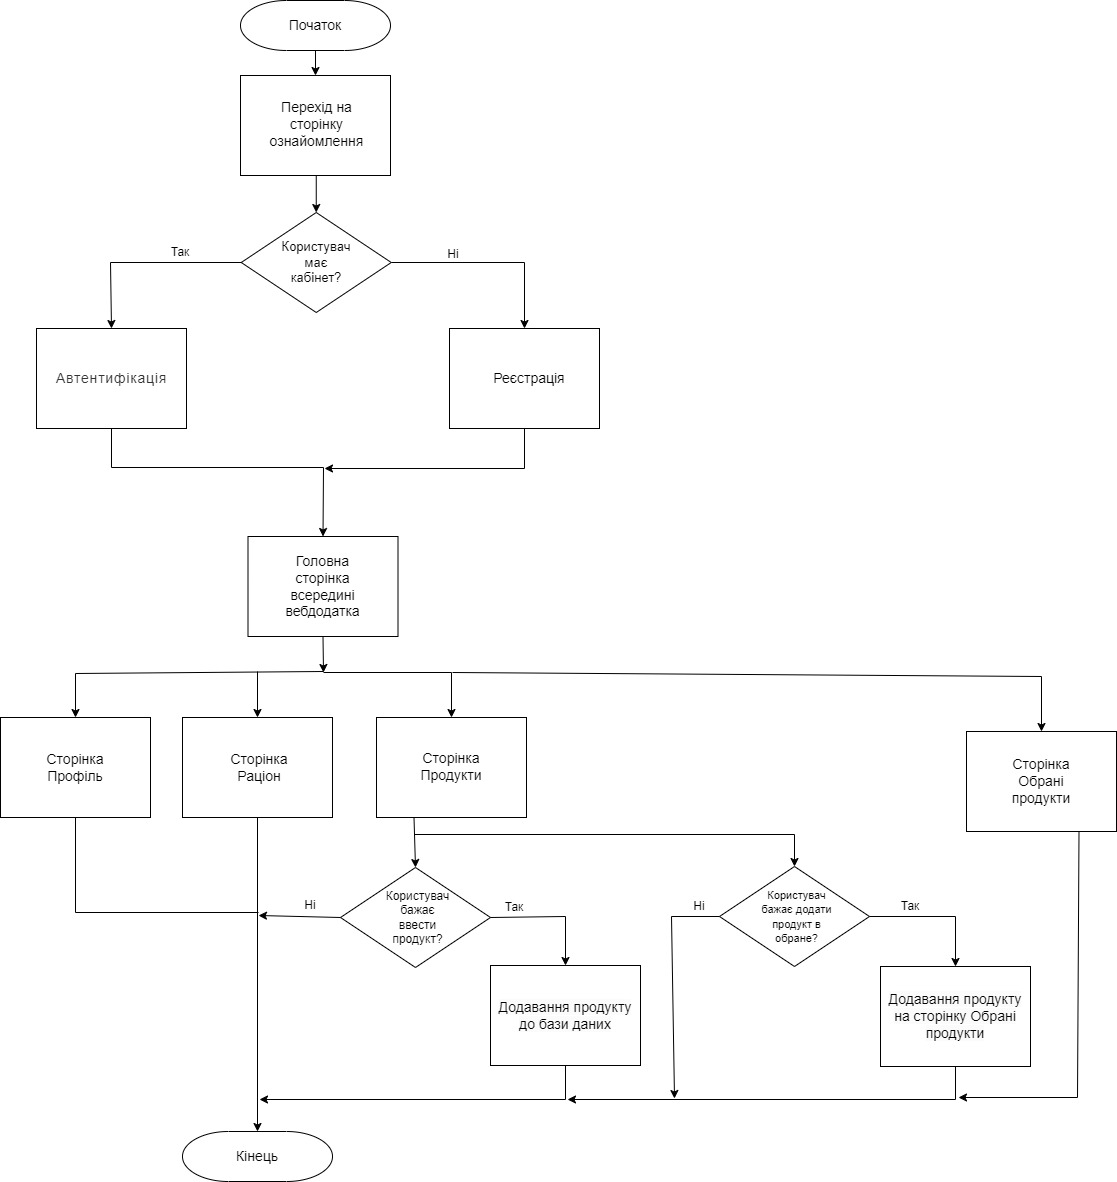 Початок
Перехід на
сторінку
ознайомлення
Користувач
має
кабінет?
Так
Ні
Автентифікація
Реєстрація
Головна
сторінка
всередині
вебдодатка
Сторінка
Профіль
Сторінка
Раціон
Сторінка
Продукти
Сторінка
Обрані
продукти
Ні
Користувач
бажає
ввести
продукт?
Так
Ні
Користувач
бажає додати
продукт в
обране?
Так
Додавання продукту
до бази даних
Додавання продукту
на сторінку Обрані
продукти
Кінець